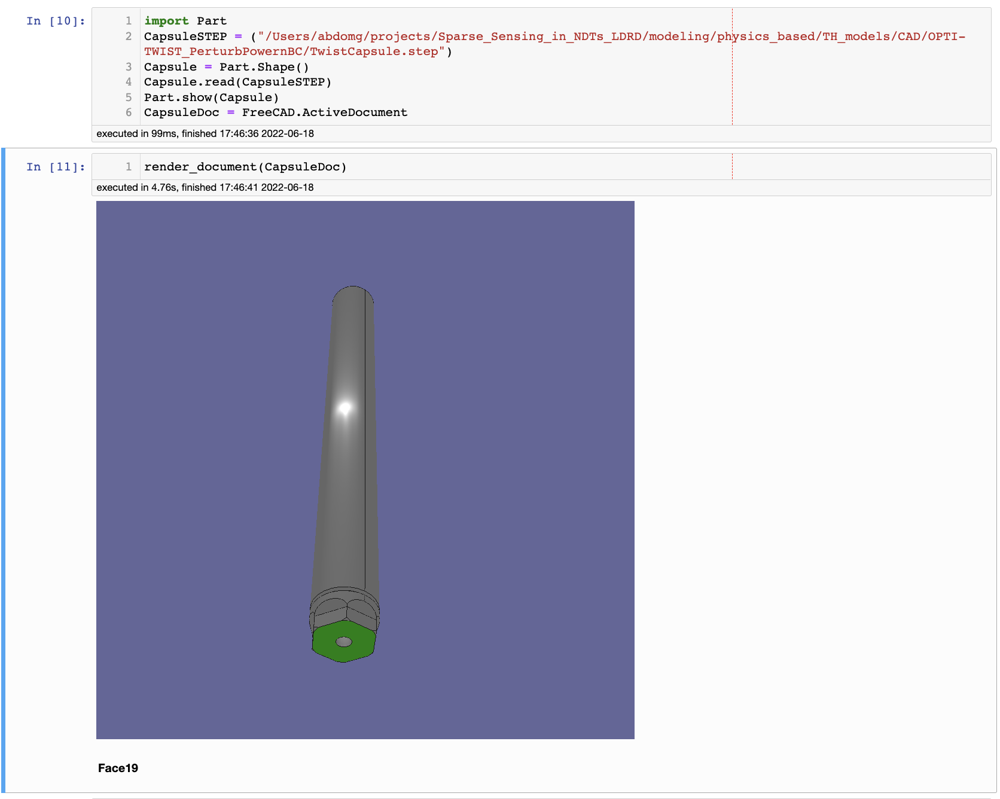 In [10]:
1 import Part
2 CapsuleSTEP = ("/Users/abdomg/projects/Sparse_Sensing_in_NDTs_LDRD/modeling/physics_based/TH_models/CAD/OPTI-
TWIST_PerturbPowernBC/TwistCapsule.step")
3 Capsule = Part.Shape()
4 Capsule.read(CapsuleSTEP)
5 Part.show(Capsule)
6 CapsuleDoc = FreeCAD.ActiveDocument
executed in 99ms, finished 17:46:36 2022-06-18
In [11]:
1 render_document(CapsuleDoc)
executed in 4.76s, finished 17:46:41 2022-06-18
Face19